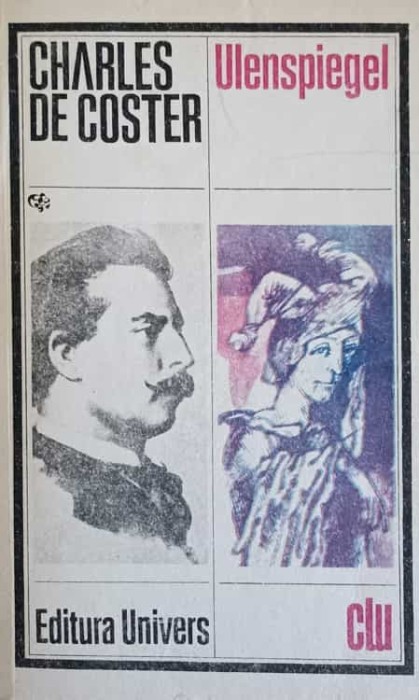 CHARLES
DE COSTER
Ulenspiegel
Editura Univers
clu